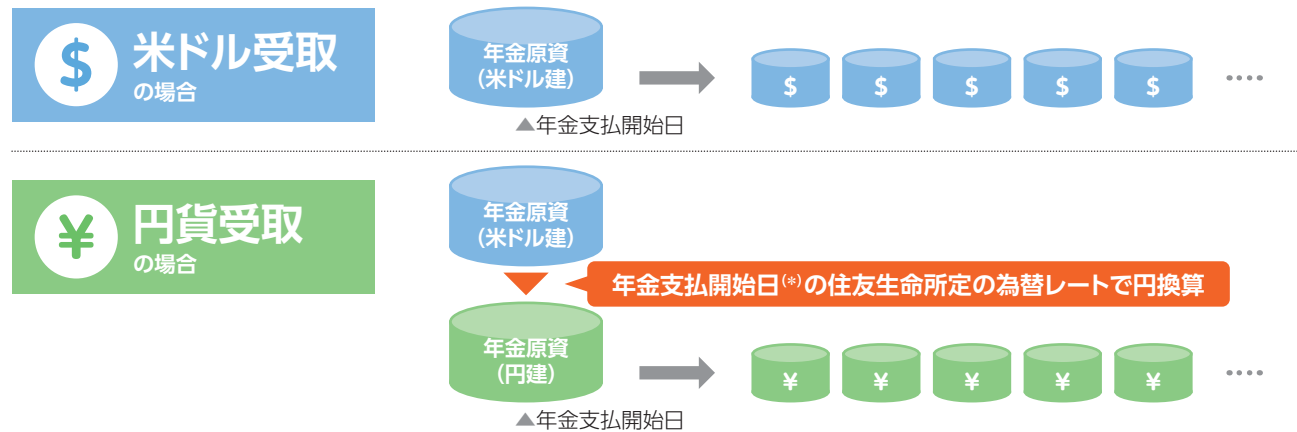 $
米ドル受取
の場合
年金原資
(米ドル建)
$ $ $ $ $ ····
▲年金支払開始日
¥
円貨受取
の場合
年金原資
(米ドル建)
年金支払開始日(*)の住友生命所定の為替レートで円換算
年金原資
(円建)
¥ ¥ ¥ ¥ ¥ ····
▲年金支払開始日